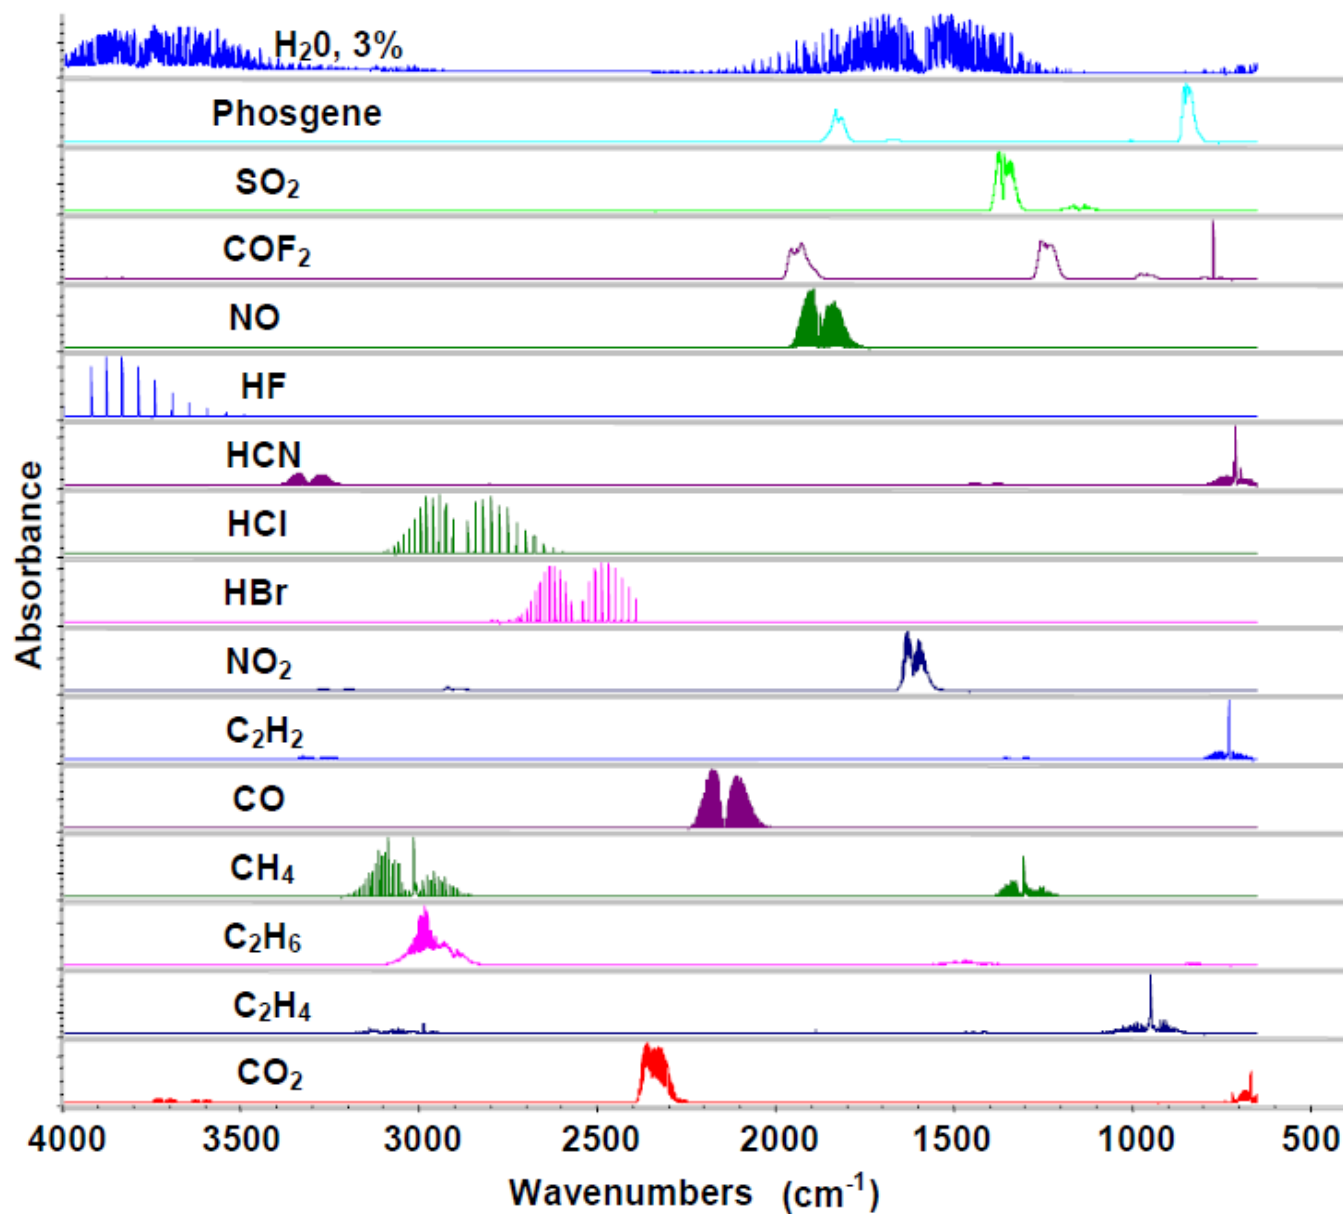 H₂0, 3%
Phosgene
SO₂
COF₂
NO
HF
HCN
HCl
HBr
NO₂
C₂H₂
CO
CH₄
C₂H₆
C₂H₄
CO₂
Absorbance
4000 3500 3000 2500 2000 1500 1000 500
Wavenumbers (cm⁻¹)